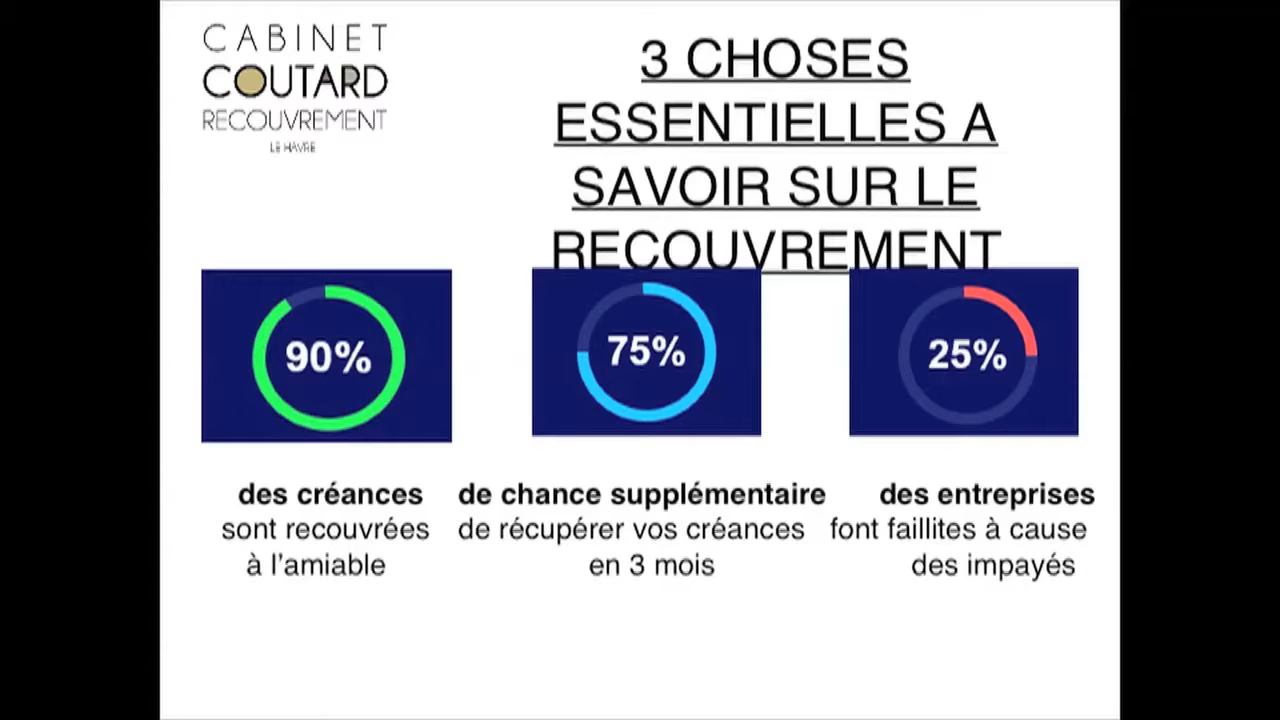 CABINET
COUTARD
RECOUVREMENT
LE HAVRE
3 CHOSES
ESSENTIELLES A
SAVOIR SUR LE
RECOUVREMENT
90%
75%
25%
des créances
sont recouvrées
à l'amiable
de chance supplémentaire
de récupérer vos créances
en 3 mois
des entreprises
font faillites à cause
des impayés